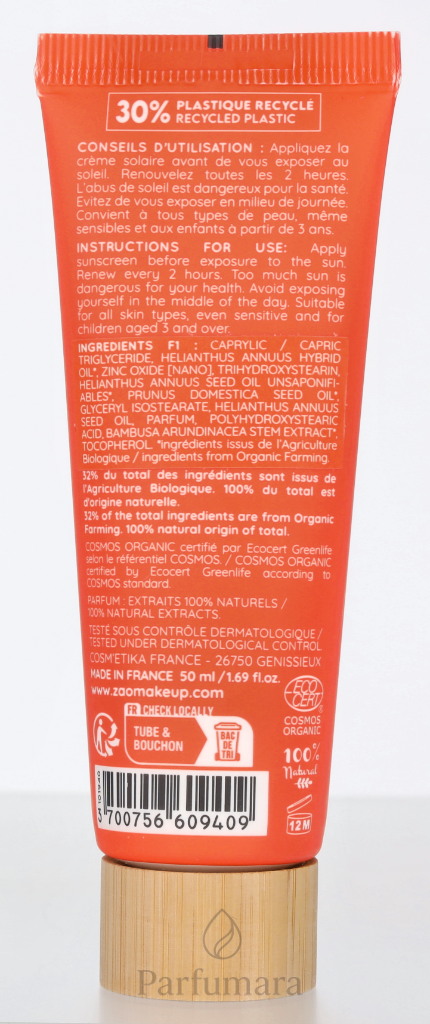 30% PLASTIQUE RECYCLÉ
RECYCLED PLASTIC
CONSEILS D'UTILISATION : Appliquez la
crème solaire avant de vous exposer au
soleil. Renouvelez toutes les 2 heures.
L'abus de soleil est dangereux pour la santé.
Evitez de vous exposer en milieu de journée.
Convient à tous types de peau, même
sensibles et aux enfants à partir de 3 ans.
INSTRUCTIONS FOR USE: Apply
sunscreen before exposure to the sun.
Renew every 2 hours. Too much sun is
dangerous for your health. Avoid exposing
yourself in the middle of the day. Suitable
for all skin types, even sensitive and for
children aged 3 and over.
INGREDIENTS F1 : CAPRYLIC / CAPRIC
TRIGLYCERIDE, HELIANTHUS ANNUUS HYBRID
OIL*, ZINC OXIDE [NANO], TRIHYDROXYSTEARIN,
HELIANTHUS ANNUUS SEED OIL UNSAPONIFI-
ABLES*, PRUNUS DOMESTICA SEED OIL*,
GLYCERYL ISOSTEARATE, HELIANTHUS ANNUUS
SEED OIL, PARFUM, POLYHYDROXYSTEARIC
ACID, BAMBUSA ARUNDINACEA STEM EXTRACT*,
TOCOPHEROL. *ingrédients issus de l'Agriculture
Biologique / ingredients from Organic Farming.
32% du total des ingrédients sont issus de
l'Agriculture Biologique. 100% du total est
d'origine naturelle.
32% of the total ingredients are from Organic
Farming. 100% natural origin of total.
COSMOS ORGANIC certifié par Ecocert Greenlife
selon le référentiel COSMOS. / COSMOS ORGANIC
certified by Ecocert Greenlife according to
COSMOS standard.
PARFUM : EXTRAITS 100% NATURELS /
100% NATURAL EXTRACTS.
TESTÉ SOUS CONTRÔLE DERMATOLOGIQUE /
TESTED UNDER DERMATOLOGICAL CONTROL
COSM'ETIKA FRANCE - 26750 GENISSIEUX
MADE IN FRANCE 50 ml /1.69 fl.oz.
www.zaomakeup.com
ECO
CERT
COSMOS
ORGANIC
FR CHECK LOCALLY
TUBE &
BOUCHON
BAC
DE
TRI
100%
Natural
CM 101940
3 700756 609409
12M
Parfumara